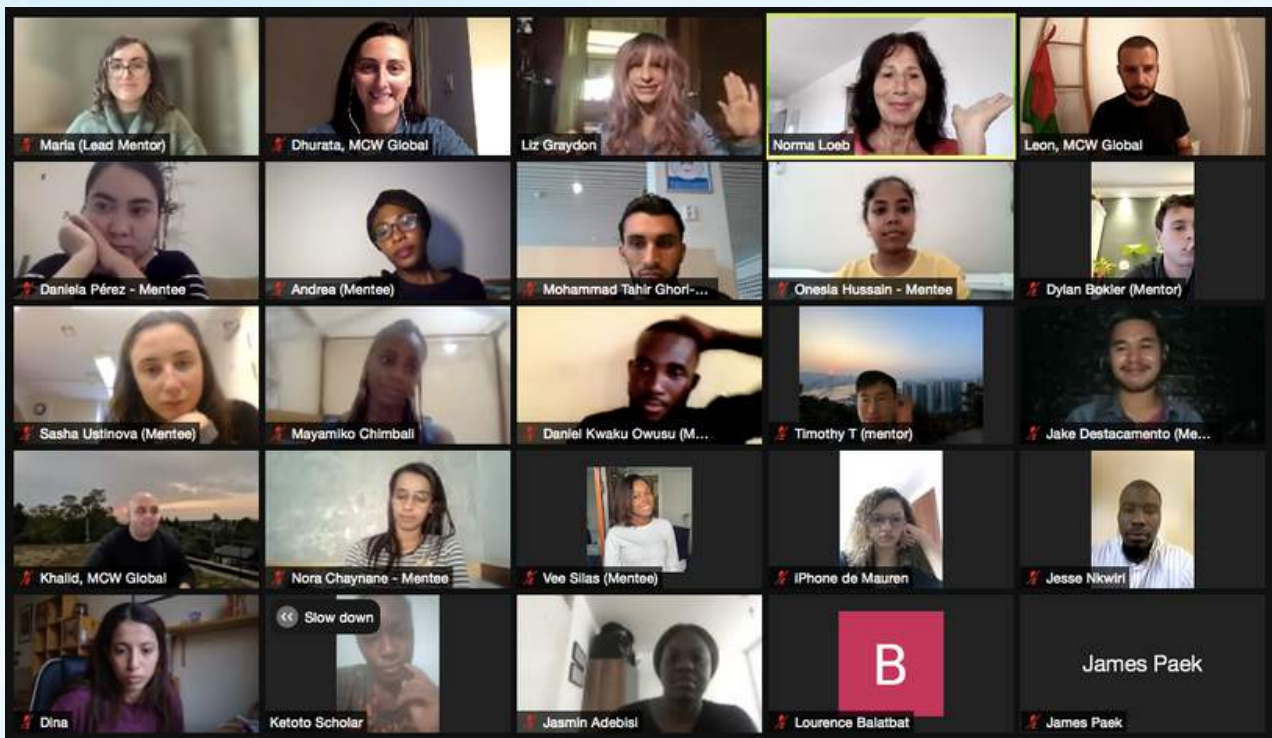 Maria (Lead Mentor)
Dhurata, MCW Global
Liz Graydon
Norma Loeb
Leon, MCW Global
Daniela Pérez - Mentee
Andrea (Mentee)
Mohammad Tahir Ghori-...
Onesia Hussain - Mentee
Dylan Bokler (Mentor)
Sasha Ustinova (Mentee)
Mayamiko Chimbali
Daniel Kwaku Owusu (M...
Timothy T (mentor)
Jake Destacamento (Me...
Khalid, MCW Global
Nora Chaynane - Mentee
Vee Silas (Mentee)
iPhone de Mauren
Jesse Nkwiri
Dina
Slow down
Ketoto Scholar
Jasmin Adebisi
B
Lourence Balatbat
James Paek
James Paek